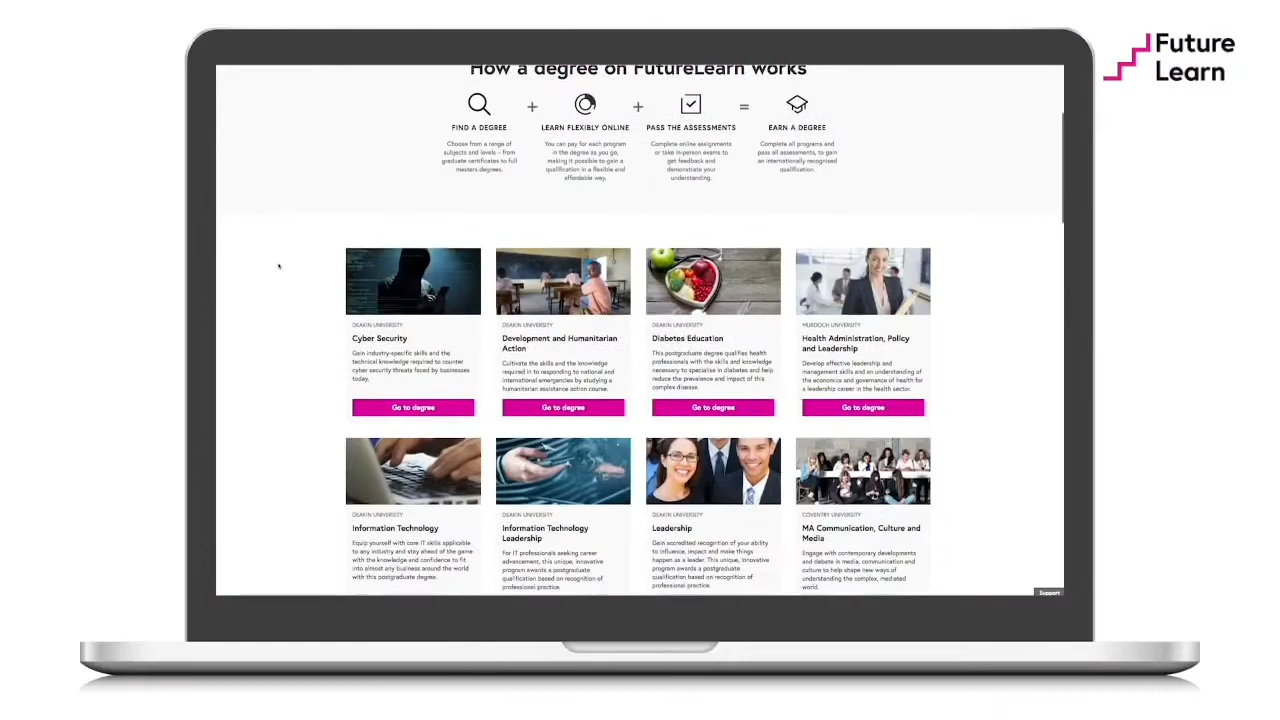 Future
Learn
How a degree on FutureLearn works
+ + =
FIND A DEGREE
Choose from a range of
subjects and levels – from
graduate certificates to full
masters degrees.
LEARN FLEXIBLY ONLINE
You can pay for each program
in the degree as you go,
making it possible to gain a
qualification in a flexible and
affordable way.
PASS THE ASSESSMENTS
Complete online assignments
or take in-person exams to
get feedback and
demonstrate your
understanding.
EARN A DEGREE
Complete all programs and
pass all assessments, to gain
an internationally recognised
qualification.
DEAKIN UNIVERSITY
Cyber Security
Gain industry-specific skills and the
technical knowledge required to counter
cyber security threats faced by businesses
today.
Go to degree
DEAKIN UNIVERSITY
Development and Humanitarian
Action
Cultivate the skills and the knowledge
required in to responding to national and
international emergencies by studying a
humanitarian assistance action course.
Go to degree
DEAKIN UNIVERSITY
Diabetes Education
This postgraduate degree qualifies health
professionals with the skills and knowledge
necessary to specialise in diabetes and help
reduce the prevalence and impact of this
complex disease.
Go to degree
MURDOCH UNIVERSITY
Health Administration, Policy
and Leadership
Develop effective leadership and
management skills and an understanding of
the economics and governance of health for
a leadership career in the health sector.
Go to degree
DEAKIN UNIVERSITY
Information Technology
Equip yourself with core IT skills applicable
to any industry and stay ahead of the game
with the knowledge and confidence to fit
into almost any business around the world
with this postgraduate degree.
DEAKIN UNIVERSITY
Information Technology
Leadership
For IT professionals seeking career
advancement, this unique, innovative
program awards a postgraduate
qualification based on recognition of
professional practice.
DEAKIN UNIVERSITY
Leadership
Gain accredited recognition of your ability
to influence, impact and make things
happen as a leader. This unique, innovative
program awards a postgraduate
qualification based on recognition of
professional practice.
COVENTRY UNIVERSITY
MA Communication, Culture and
Media
Engage with contemporary developments
and debate in media, communication and
culture to help shape new ways of
understanding the complex, mediated
world.
Support